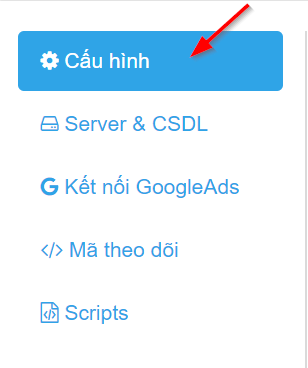 Cấu hình
Server & CSDL
Kết nối GoogleAds
Mã theo dõi
Scripts